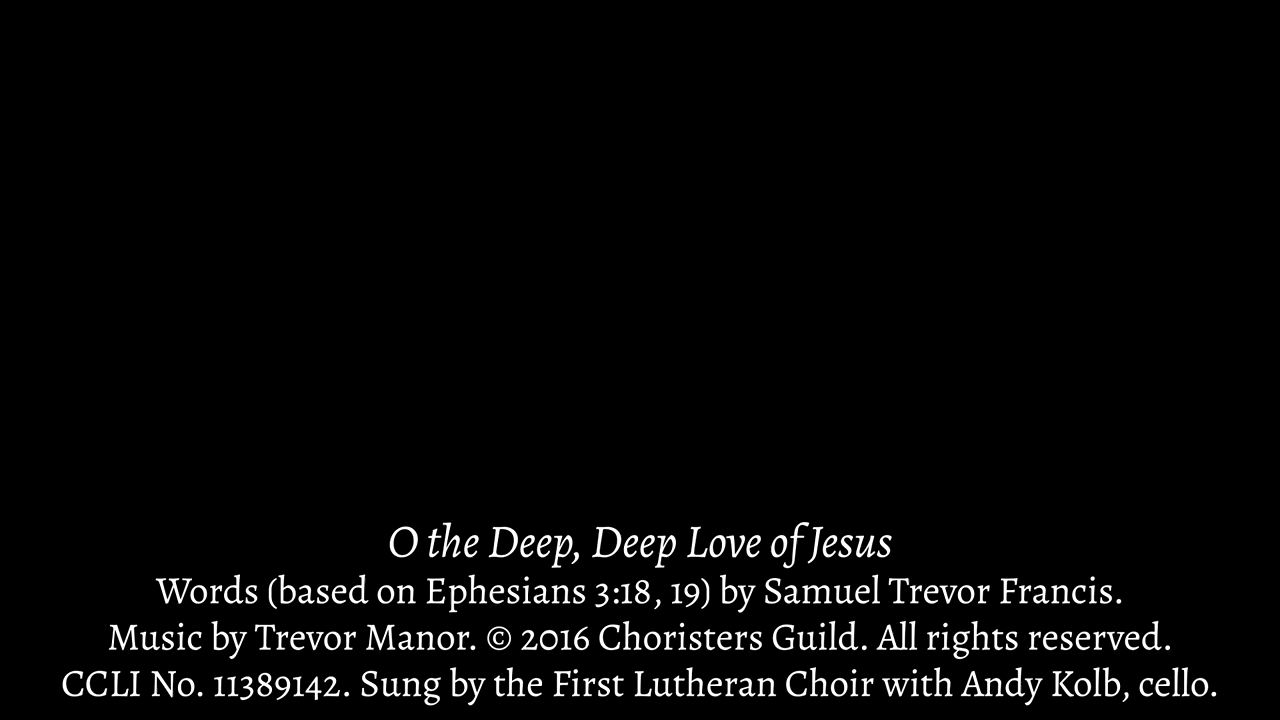 O the Deep, Deep Love of Jesus
Words (based on Ephesians 3:18, 19) by Samuel Trevor Francis.
Music by Trevor Manor. © 2016 Choristers Guild. All rights reserved.
CCLI No. 11389142. Sung by the First Lutheran Choir with Andy Kolb, cello.